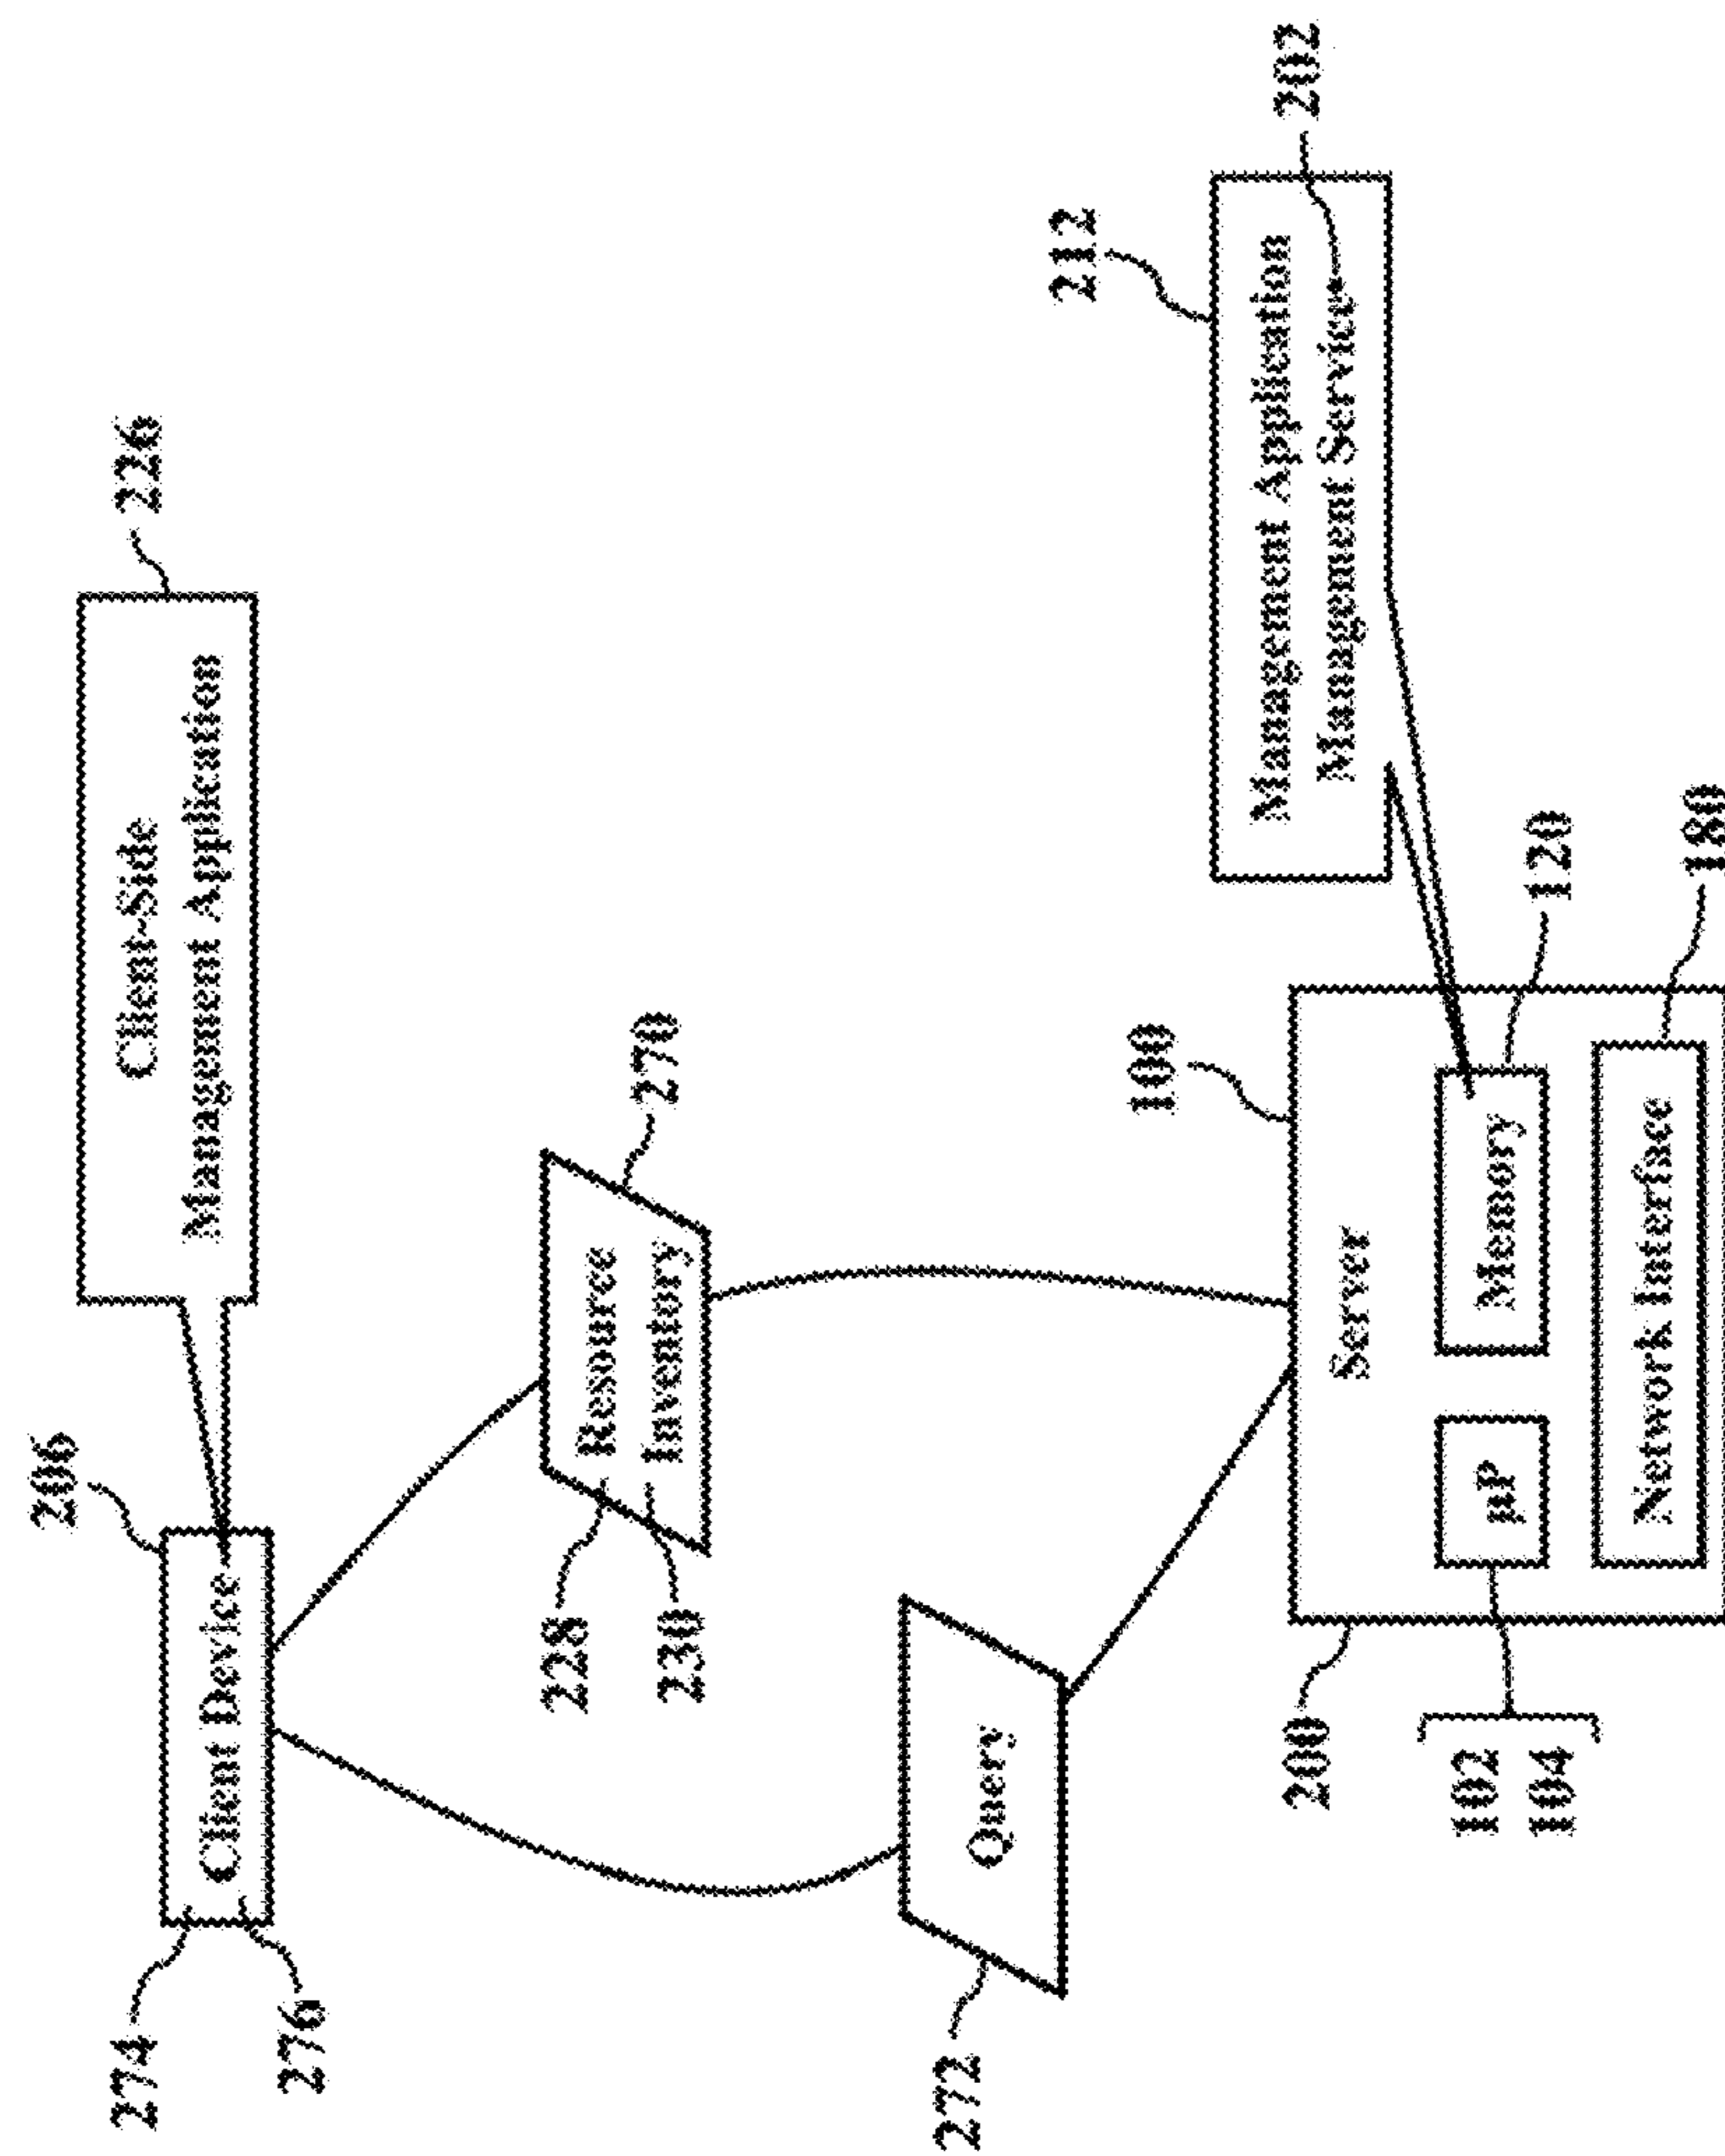 206
274
Client-Side
226
Management Application
Client Device
276
228
Resource
270
230
Inventory
272
Query
212
100
Management Application
202
Management Service
200
Server
102
104
µP
Memory
120
Network Interface
180